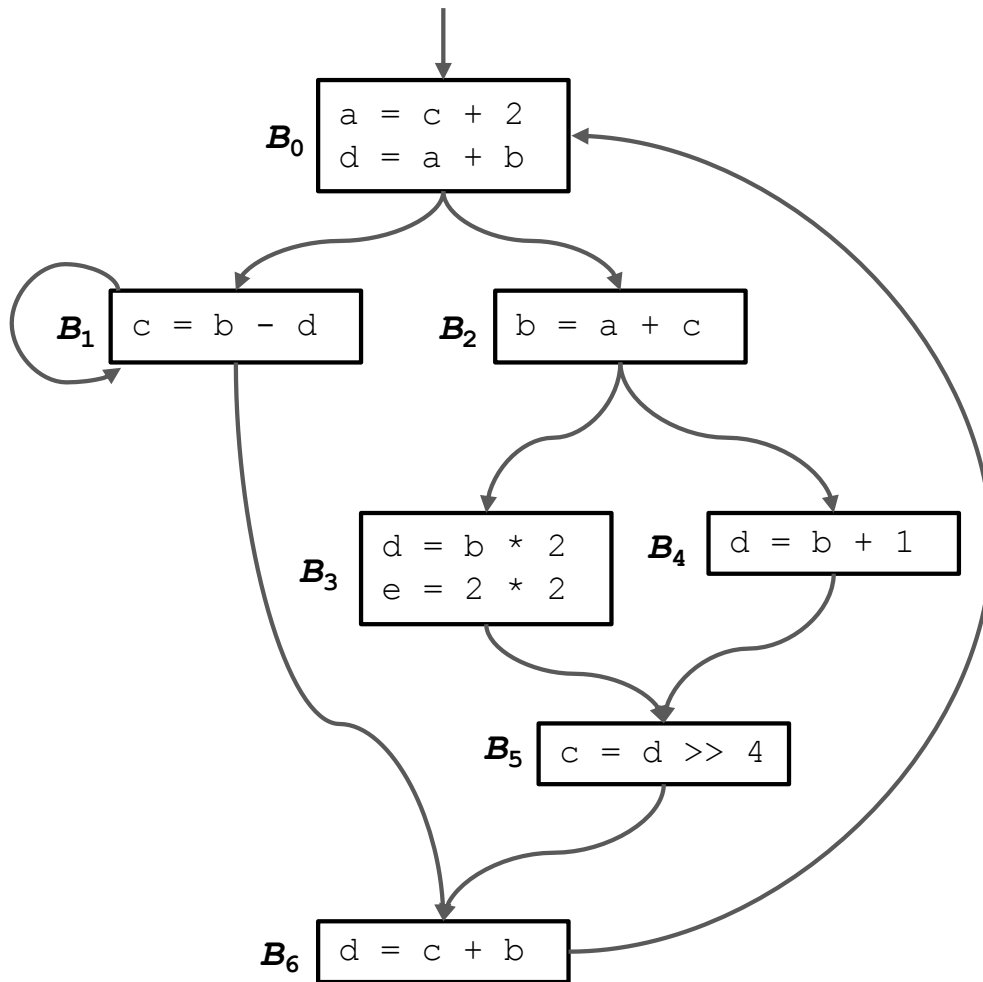 B0
a = c + 2
d = a + b
B1
c = b - d
B2
b = a + c
B3
d = b * 2
e = 2 * 2
B4
d = b + 1
B5
c = d >> 4
B6
d = c + b